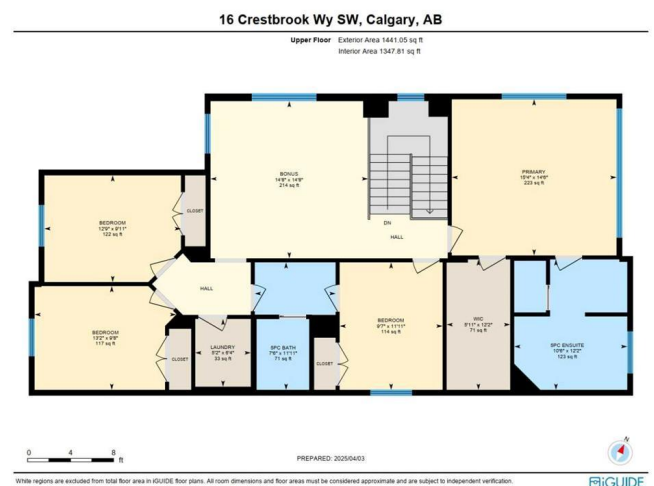 16 Crestbrook Wy SW, Calgary, AB
Upper Floor Exterior Area 1441.05 sq ft
Interior Area 1347.81 sq ft
BONUS
14'8" x 14'8"
214 sq ft
PRIMARY
15'4" x 14'6"
223 sq ft
DN
HALL
BEDROOM
12'9" x 9'11"
122 sq ft
CLOSET
HALL
BEDROOM
13'2" x 9'9"
117 sq ft
CLOSET
LAUNDRY
5'2" x 6'4"
33 sq ft
5PC BATH
7'6" x 11'11"
71 sq ft
CLOSET
BEDROOM
9'7" x 11'11"
114 sq ft
WIC
5'11" x 12'2"
71 sq ft
5PC ENSUITE
10'8" x 12'2"
123 sq ft
0 4 8
ft
PREPARED: 2025/04/03
N
White regions are excluded from total floor area in iGUIDE floor plans. All room dimensions and floor areas must be considered approximate and are subject to independent verification.
iGUIDE